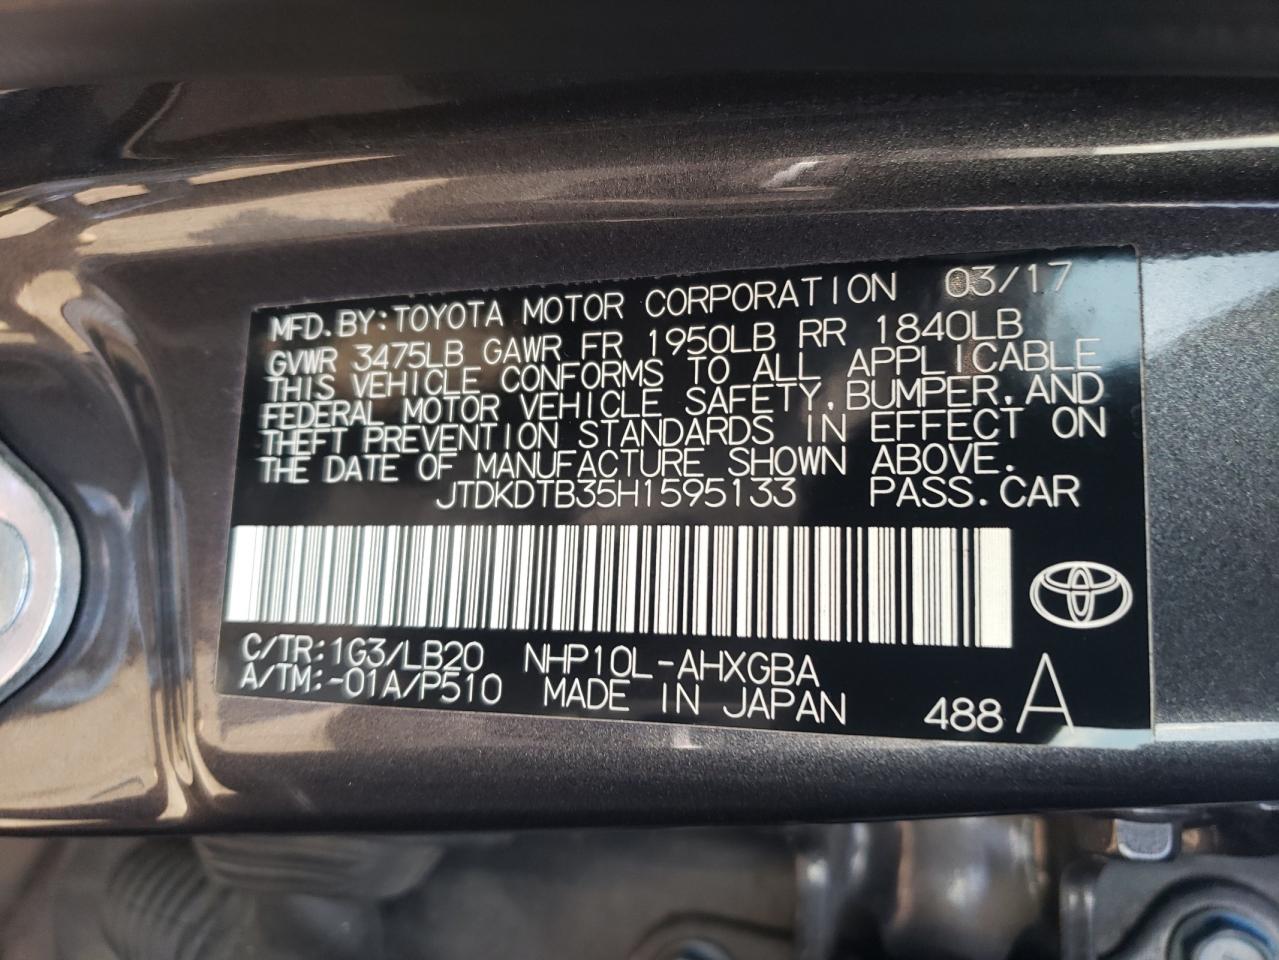 MFD.BY:TOYOTA MOTOR CORPORATION 03/17
GVWR 3475LB GAWR FR 1950LB RR 1840LB
THIS VEHICLE CONFORMS TO ALL APPLICABLE
FEDERAL MOTOR VEHICLE SAFETY,BUMPER,AND
THEFT PREVENTION STANDARDS IN EFFECT ON
THE DATE OF MANUFACTURE SHOWN ABOVE.
JTDKDTB35H1595133 PASS.CAR
C/TR:1G3/LB20 NHP10L-AHXGBA
A/TM:-01A/P510 MADE IN JAPAN 488 A